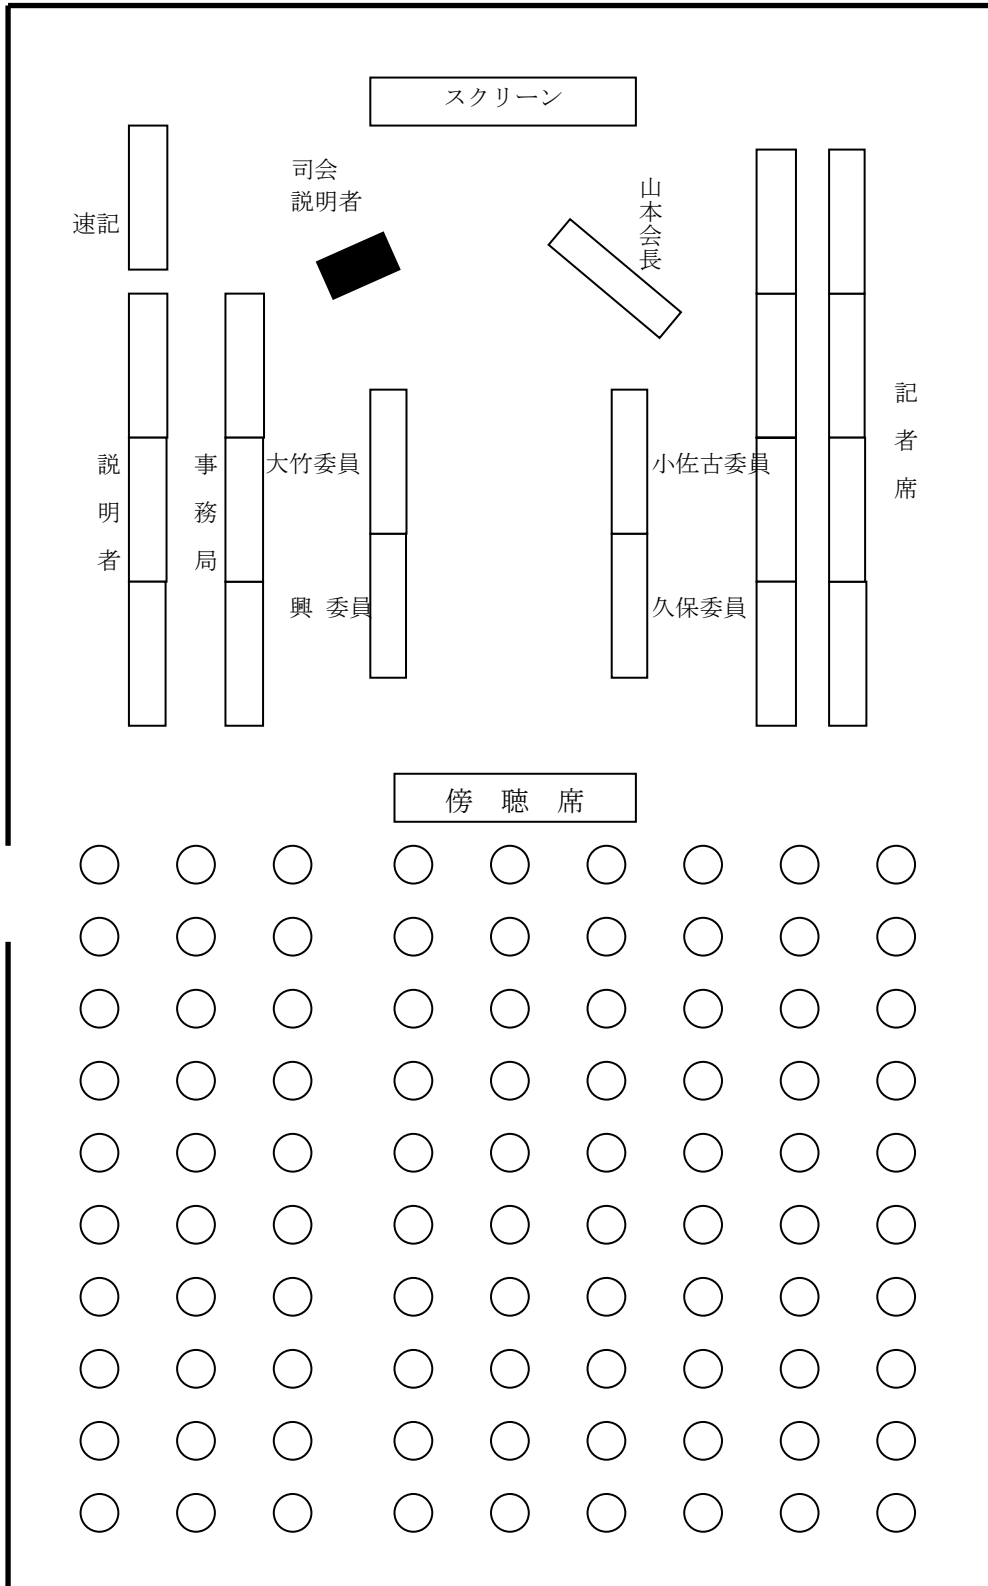 スクリーン
司会
説明者
山本会長
速記
説明者
事務局
大竹委員
小佐古委員
記者席
興 委員
久保委員
傍 聴 席